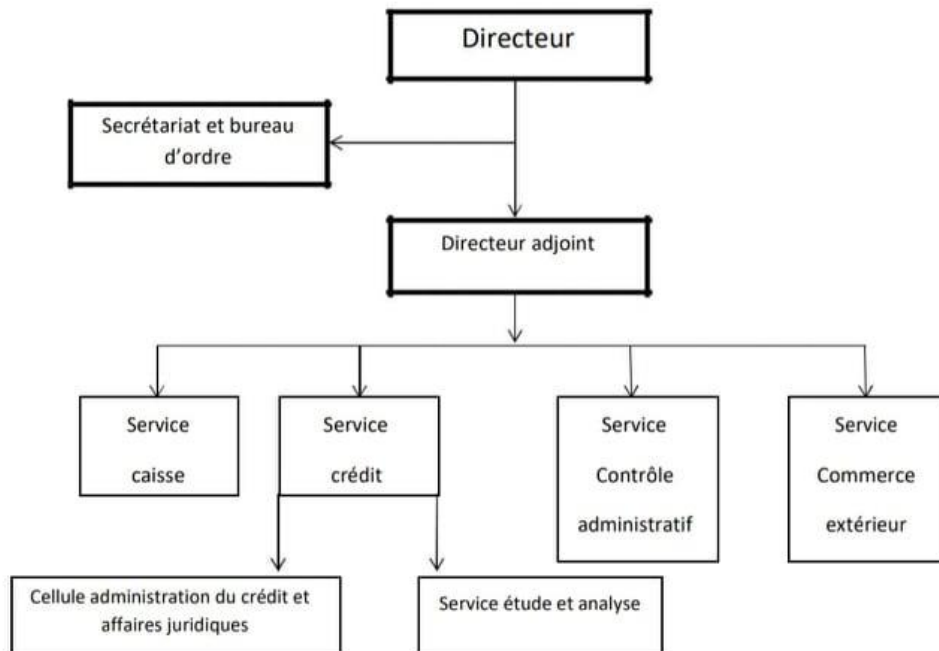 Directeur
Secrétariat et bureau
d'ordre
Directeur adjoint
Service
caisse
Service
crédit
Service
Contrôle
administratif
Service
Commerce
extérieur
Cellule administration du crédit et
affaires juridiques
Service étude et analyse